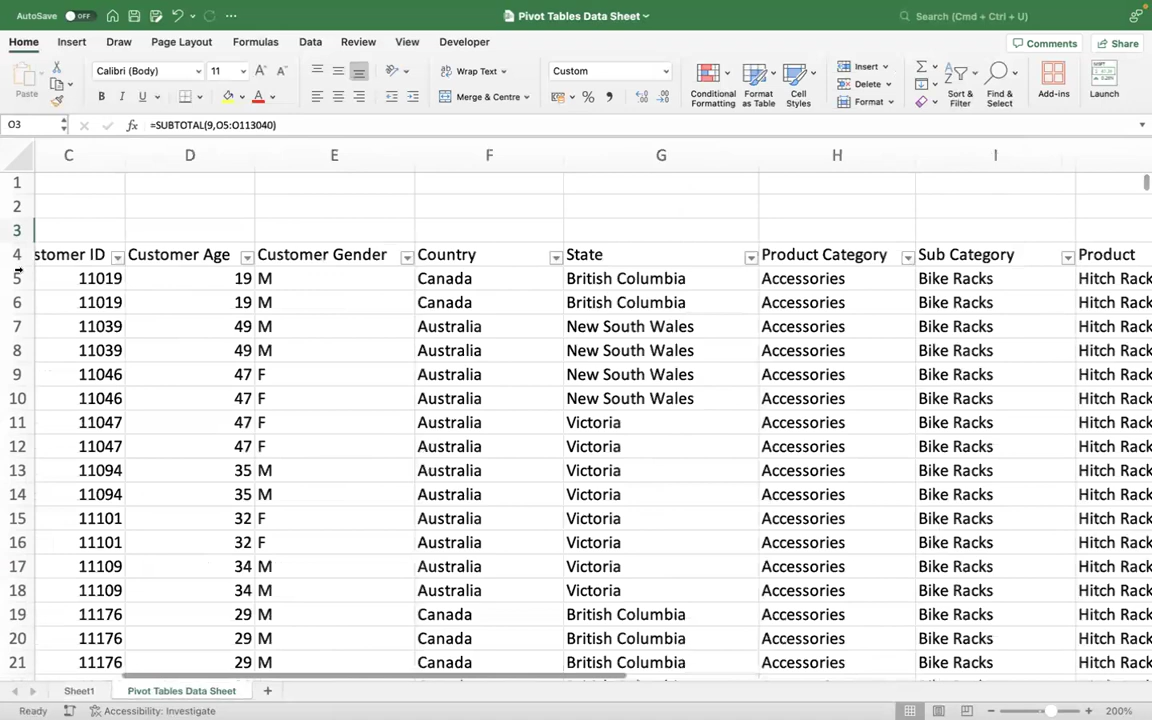 AutoSave OFF Pivot Tables Data Sheet Search (Cmd + Ctrl + U)
Home Insert Draw Page Layout Formulas Data Review View Developer Comments Share
Paste Calibri (Body) 11 A A Wrap Text Custom Conditional Formatting Format as Table Cell Styles Insert Sort & Filter Find & Select Add-ins Launch
B I U A Merge & Centre % Delete
Format
O3 fx =SUBTOTAL(9,O5:O113040)
C D E F G H I
1
2
3
4 stomer ID Customer Age Customer Gender Country State Product Category Sub Category Product
5 11019 19 M Canada British Columbia Accessories Bike Racks Hitch Rack
6 11019 19 M Canada British Columbia Accessories Bike Racks Hitch Rack
7 11039 49 M Australia New South Wales Accessories Bike Racks Hitch Rack
8 11039 49 M Australia New South Wales Accessories Bike Racks Hitch Rack
9 11046 47 F Australia New South Wales Accessories Bike Racks Hitch Rack
10 11046 47 F Australia New South Wales Accessories Bike Racks Hitch Rack
11 11047 47 F Australia Victoria Accessories Bike Racks Hitch Rack
12 11047 47 F Australia Victoria Accessories Bike Racks Hitch Rack
13 11094 35 M Australia Victoria Accessories Bike Racks Hitch Rack
14 11094 35 M Australia Victoria Accessories Bike Racks Hitch Rack
15 11101 32 F Australia Victoria Accessories Bike Racks Hitch Rack
16 11101 32 F Australia Victoria Accessories Bike Racks Hitch Rack
17 11109 34 M Australia Victoria Accessories Bike Racks Hitch Rack
18 11109 34 M Australia Victoria Accessories Bike Racks Hitch Rack
19 11176 29 M Canada British Columbia Accessories Bike Racks Hitch Rack
20 11176 29 M Canada British Columbia Accessories Bike Racks Hitch Rack
21 11176 29 M Canada British Columbia Accessories Bike Racks Hitch Rack
Sheet1 Pivot Tables Data Sheet
Ready Accessibility: Investigate 200%